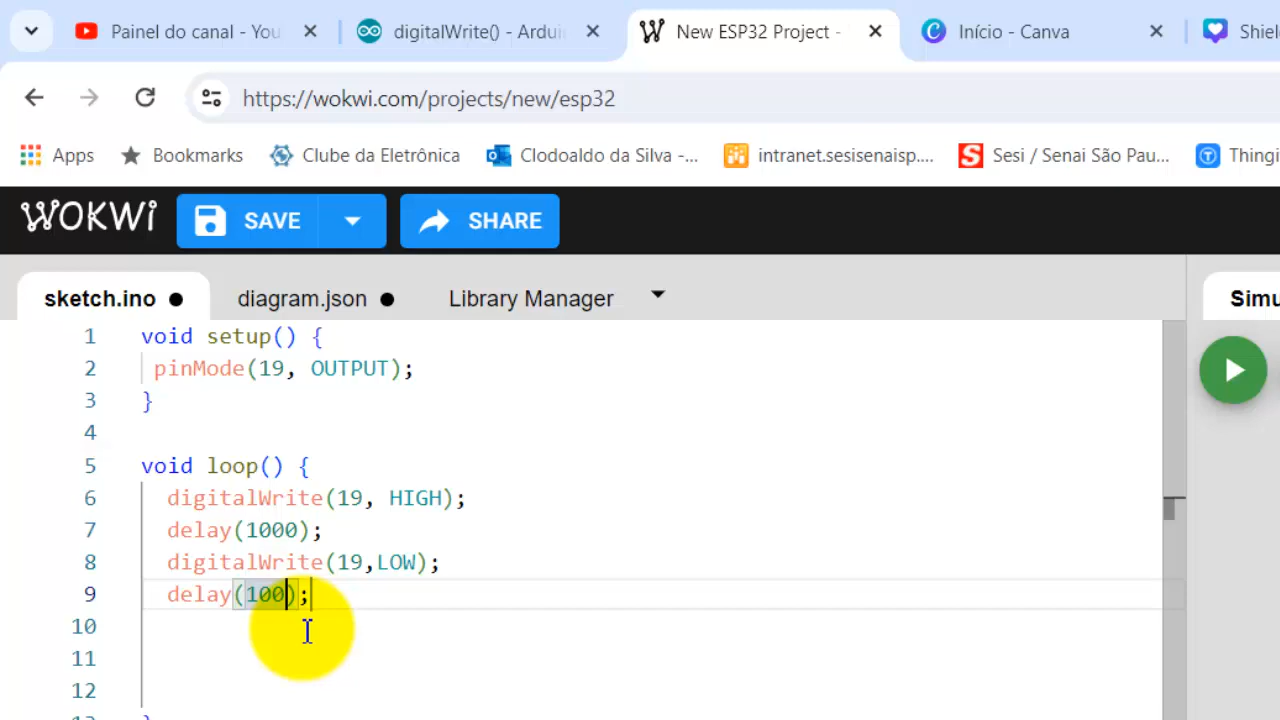 Painel do canal - You
digitalWrite() - Ardui
New ESP32 Project -
Início - Canva
Shiel
https://wokwi.com/projects/new/esp32
Apps
Bookmarks
Clube da Eletrônica
Clodoaldo da Silva -...
intranet.sesisenaisp....
Sesi / Senai São Pau...
Thingi
WOKWi
SAVE
SHARE
sketch.ino
diagram.json
Library Manager
Simu
1 void setup() {
2 pinMode(19, OUTPUT);
3 }
4
5 void loop() {
6 digitalWrite(19, HIGH);
7 delay(1000);
8 digitalWrite(19,LOW);
9 delay(100);
10
11
12
13 }